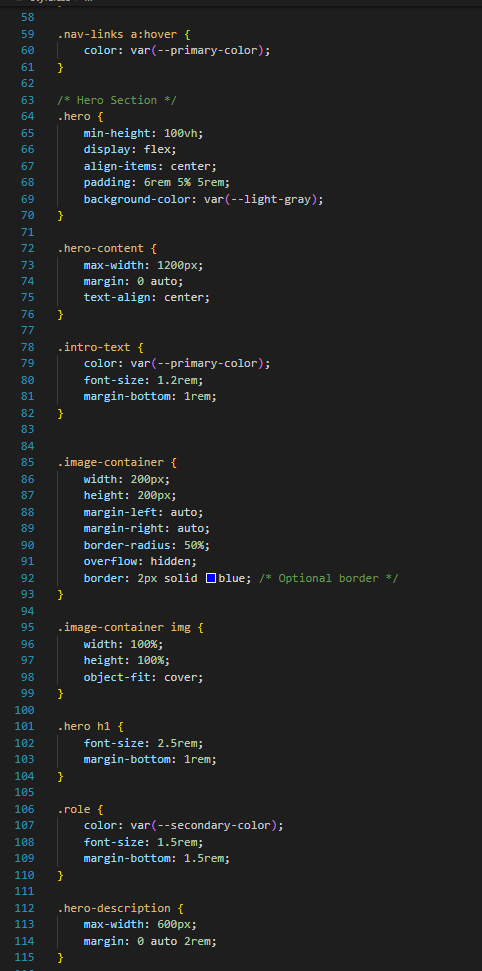 58
59 .nav-links a:hover {
60     color: var(--primary-color);
61 }
62
63 /* Hero Section */
64 .hero {
65     min-height: 100vh;
66     display: flex;
67     align-items: center;
68     padding: 6rem 5% 5rem;
69     background-color: var(--light-gray);
70 }
71
72 .hero-content {
73     max-width: 1200px;
74     margin: 0 auto;
75     text-align: center;
76 }
77
78 .intro-text {
79     color: var(--primary-color);
80     font-size: 1.2rem;
81     margin-bottom: 1rem;
82 }
83
84
85 .image-container {
86     width: 200px;
87     height: 200px;
88     margin-left: auto;
89     margin-right: auto;
90     border-radius: 50%;
91     overflow: hidden;
92     border: 2px solid blue; /* Optional border */
93 }
94
95 .image-container img {
96     width: 100%;
97     height: 100%;
98     object-fit: cover;
99 }
100
101 .hero h1 {
102     font-size: 2.5rem;
103     margin-bottom: 1rem;
104 }
105
106 .role {
107     color: var(--secondary-color);
108     font-size: 1.5rem;
109     margin-bottom: 1.5rem;
110 }
111
112 .hero-description {
113     max-width: 600px;
114     margin: 0 auto 2rem;
115 }